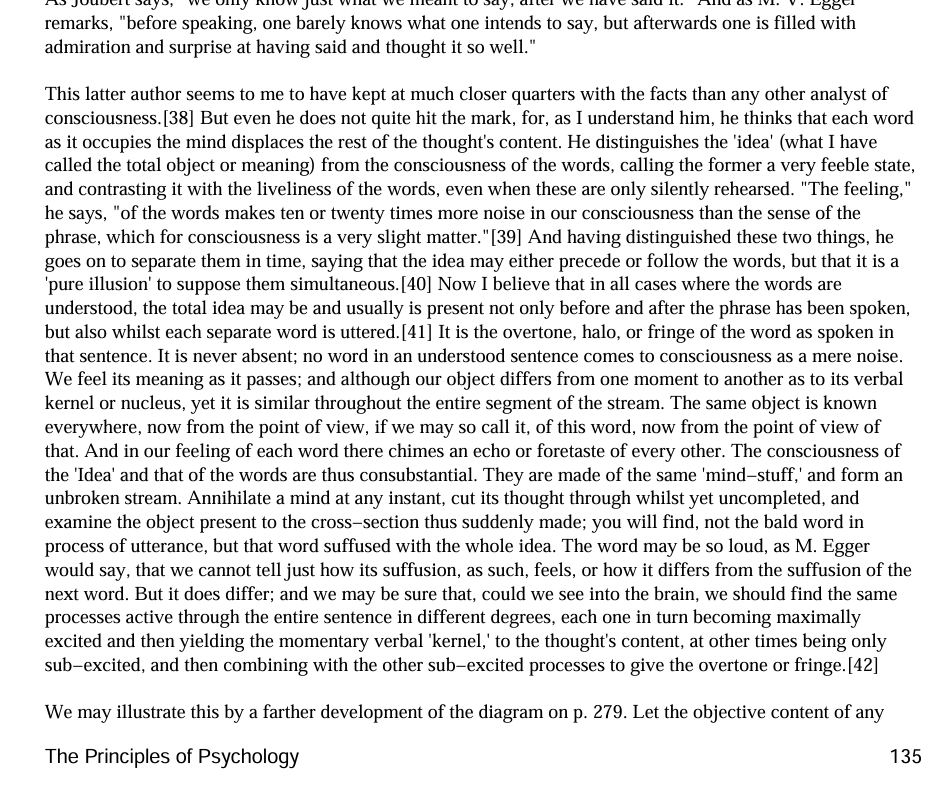 As Joubert says, "we only know just what we meant to say, after we have said it." And as M. V. Egger
remarks, "before speaking, one barely knows what one intends to say, but afterwards one is filled with
admiration and surprise at having said and thought it so well."
This latter author seems to me to have kept at much closer quarters with the facts than any other analyst of
consciousness.[38] But even he does not quite hit the mark, for, as I understand him, he thinks that each word
as it occupies the mind displaces the rest of the thought's content. He distinguishes the 'idea' (what I have
called the total object or meaning) from the consciousness of the words, calling the former a very feeble state,
and contrasting it with the liveliness of the words, even when these are only silently rehearsed. "The feeling,"
he says, "of the words makes ten or twenty times more noise in our consciousness than the sense of the
phrase, which for consciousness is a very slight matter."[39] And having distinguished these two things, he
goes on to separate them in time, saying that the idea may either precede or follow the words, but that it is a
'pure illusion' to suppose them simultaneous.[40] Now I believe that in all cases where the words are
understood, the total idea may be and usually is present not only before and after the phrase has been spoken,
but also whilst each separate word is uttered.[41] It is the overtone, halo, or fringe of the word as spoken in
that sentence. It is never absent; no word in an understood sentence comes to consciousness as a mere noise.
We feel its meaning as it passes; and although our object differs from one moment to another as to its verbal
kernel or nucleus, yet it is similar throughout the entire segment of the stream. The same object is known
everywhere, now from the point of view, if we may so call it, of this word, now from the point of view of
that. And in our feeling of each word there chimes an echo or foretaste of every other. The consciousness of
the 'Idea' and that of the words are thus consubstantial. They are made of the same 'mind−stuff,' and form an
unbroken stream. Annihilate a mind at any instant, cut its thought through whilst yet uncompleted, and
examine the object present to the cross−section thus suddenly made; you will find, not the bald word in
process of utterance, but that word suffused with the whole idea. The word may be so loud, as M. Egger
would say, that we cannot tell just how its suffusion, as such, feels, or how it differs from the suffusion of the
next word. But it does differ; and we may be sure that, could we see into the brain, we should find the same
processes active through the entire sentence in different degrees, each one in turn becoming maximally
excited and then yielding the momentary verbal 'kernel,' to the thought's content, at other times being only
sub−excited, and then combining with the other sub−excited processes to give the overtone or fringe.[42]
We may illustrate this by a farther development of the diagram on p. 279. Let the objective content of any
The Principles of Psychology 135